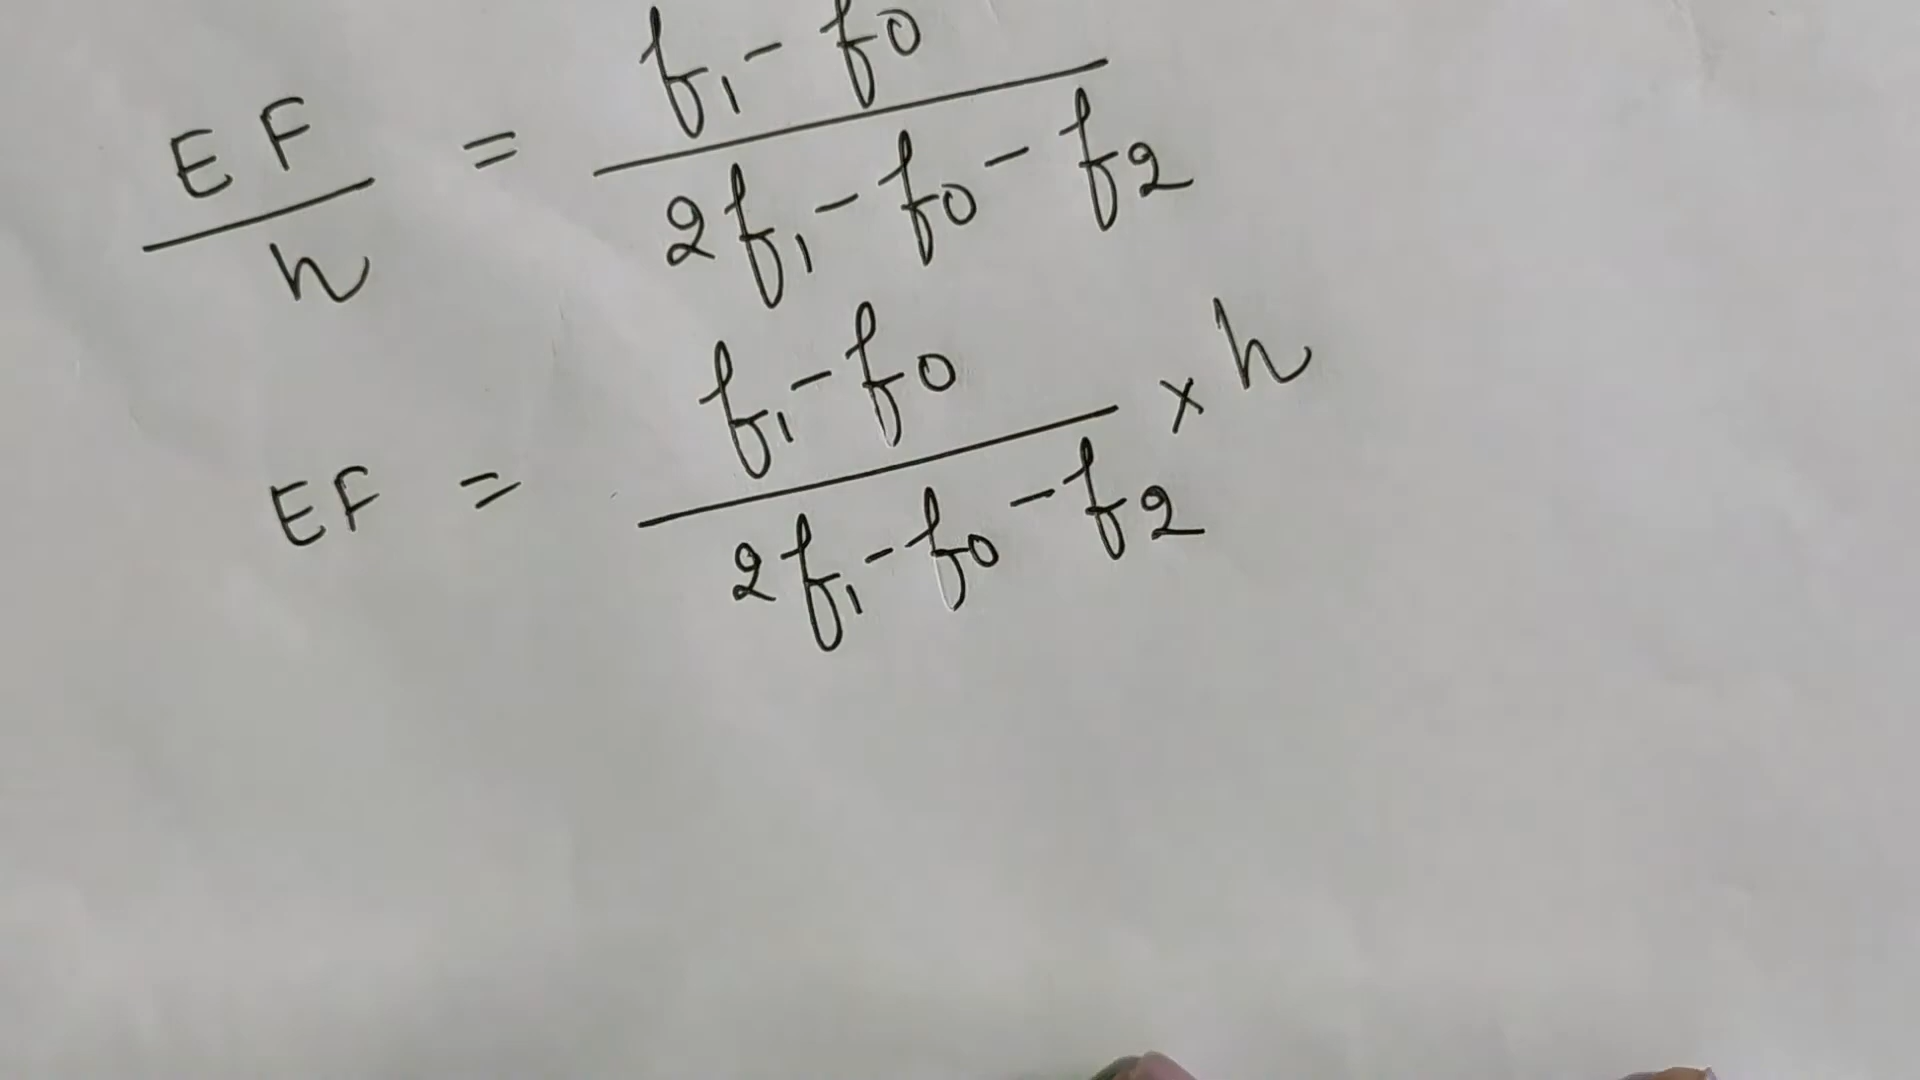 EF/h = f₁ - f₀ / 2f₁ - f₀ - f₂
EF = f₁ - f₀ / 2f₁ - f₀ - f₂ × h